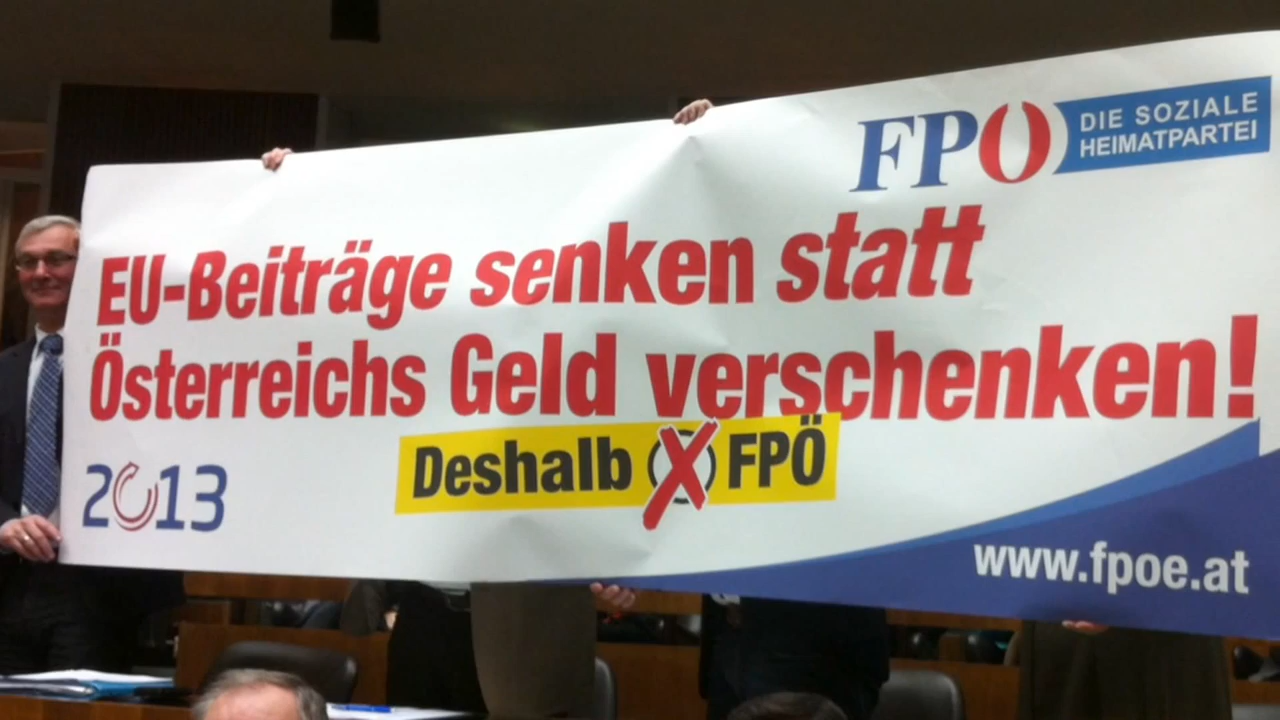 FPÖ DIE SOZIALE
HEIMATPARTEI
EU-Beiträge senken statt
Österreichs Geld verschenken!
Deshalb X FPÖ
2013
www.fpoe.at